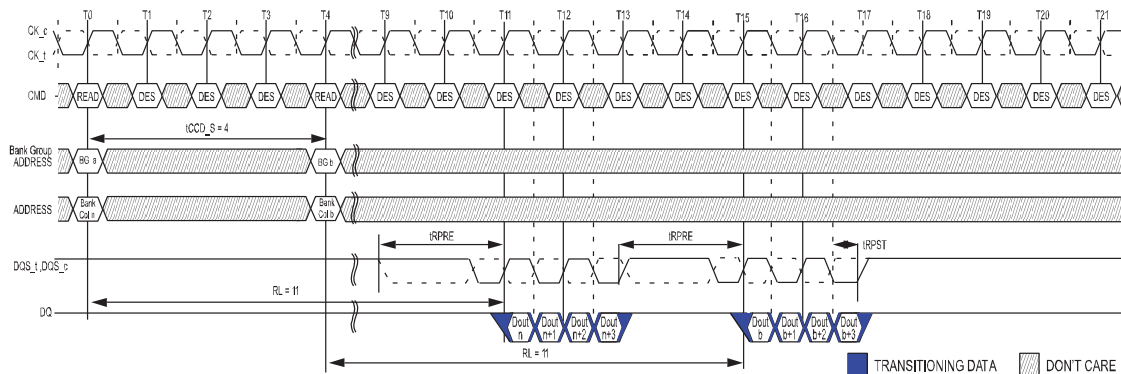 T0 T1 T2 T3 T4 T9 T10 T11 T12 T13 T14 T15 T16 T17 T18 T19 T20 T21
CK_c
CK_t
CMD READ DES DES DES READ DES DES DES DES DES DES DES DES DES DES DES DES DES
tCCD_S = 4
Bank Group
ADDRESS BG a BG b
ADDRESS Bank Col n Bank Col b
tRPRE tRPRE tRPST
DQS_t ,DQS_c
RL = 11
DQ Dout n Dout n+1 Dout n+2 Dout n+3 Dout b Dout b+1 Dout b+2 Dout b+3
RL = 11
TRANSITIONING DATA DON'T CARE